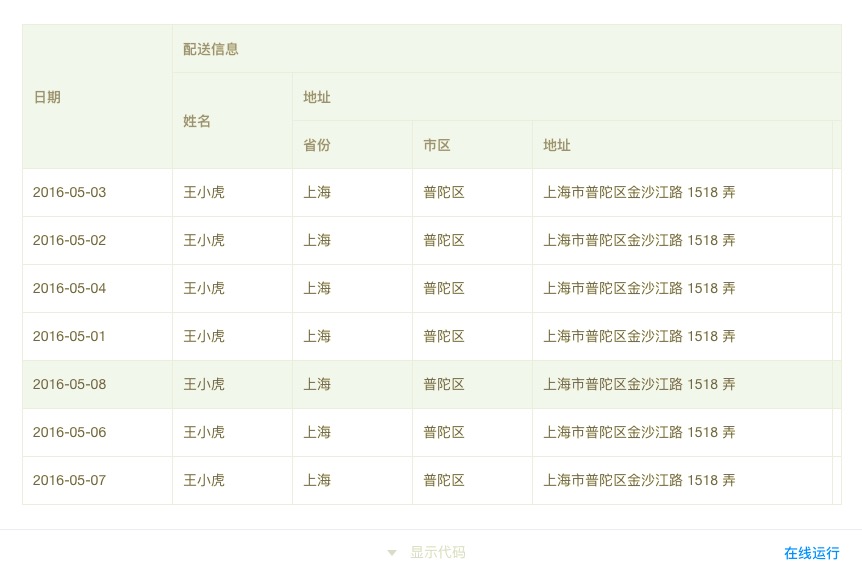 配送信息
日期
地址
姓名
省份 市区 地址
2016-05-03 王小虎 上海 普陀区 上海市普陀区金沙江路 1518 弄
2016-05-02 王小虎 上海 普陀区 上海市普陀区金沙江路 1518 弄
2016-05-04 王小虎 上海 普陀区 上海市普陀区金沙江路 1518 弄
2016-05-01 王小虎 上海 普陀区 上海市普陀区金沙江路 1518 弄
2016-05-08 王小虎 上海 普陀区 上海市普陀区金沙江路 1518 弄
2016-05-06 王小虎 上海 普陀区 上海市普陀区金沙江路 1518 弄
2016-05-07 王小虎 上海 普陀区 上海市普陀区金沙江路 1518 弄
显示代码 在线运行